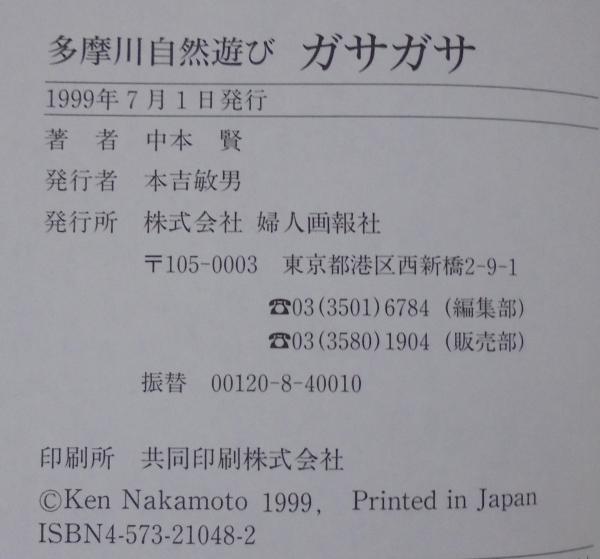 多摩川自然遊び ガサガサ
1999年7月1日発行
著　者　中本　賢
発行者　本吉敏男
発行所　株式会社 婦人画報社
〒105-0003　東京都港区西新橋2-9-1
☎03(3501)6784 (編集部)
☎03(3580)1904 (販売部)
振替　00120-8-40010
印刷所　共同印刷株式会社
©Ken Nakamoto 1999,　Printed in Japan
ISBN4-573-21048-2